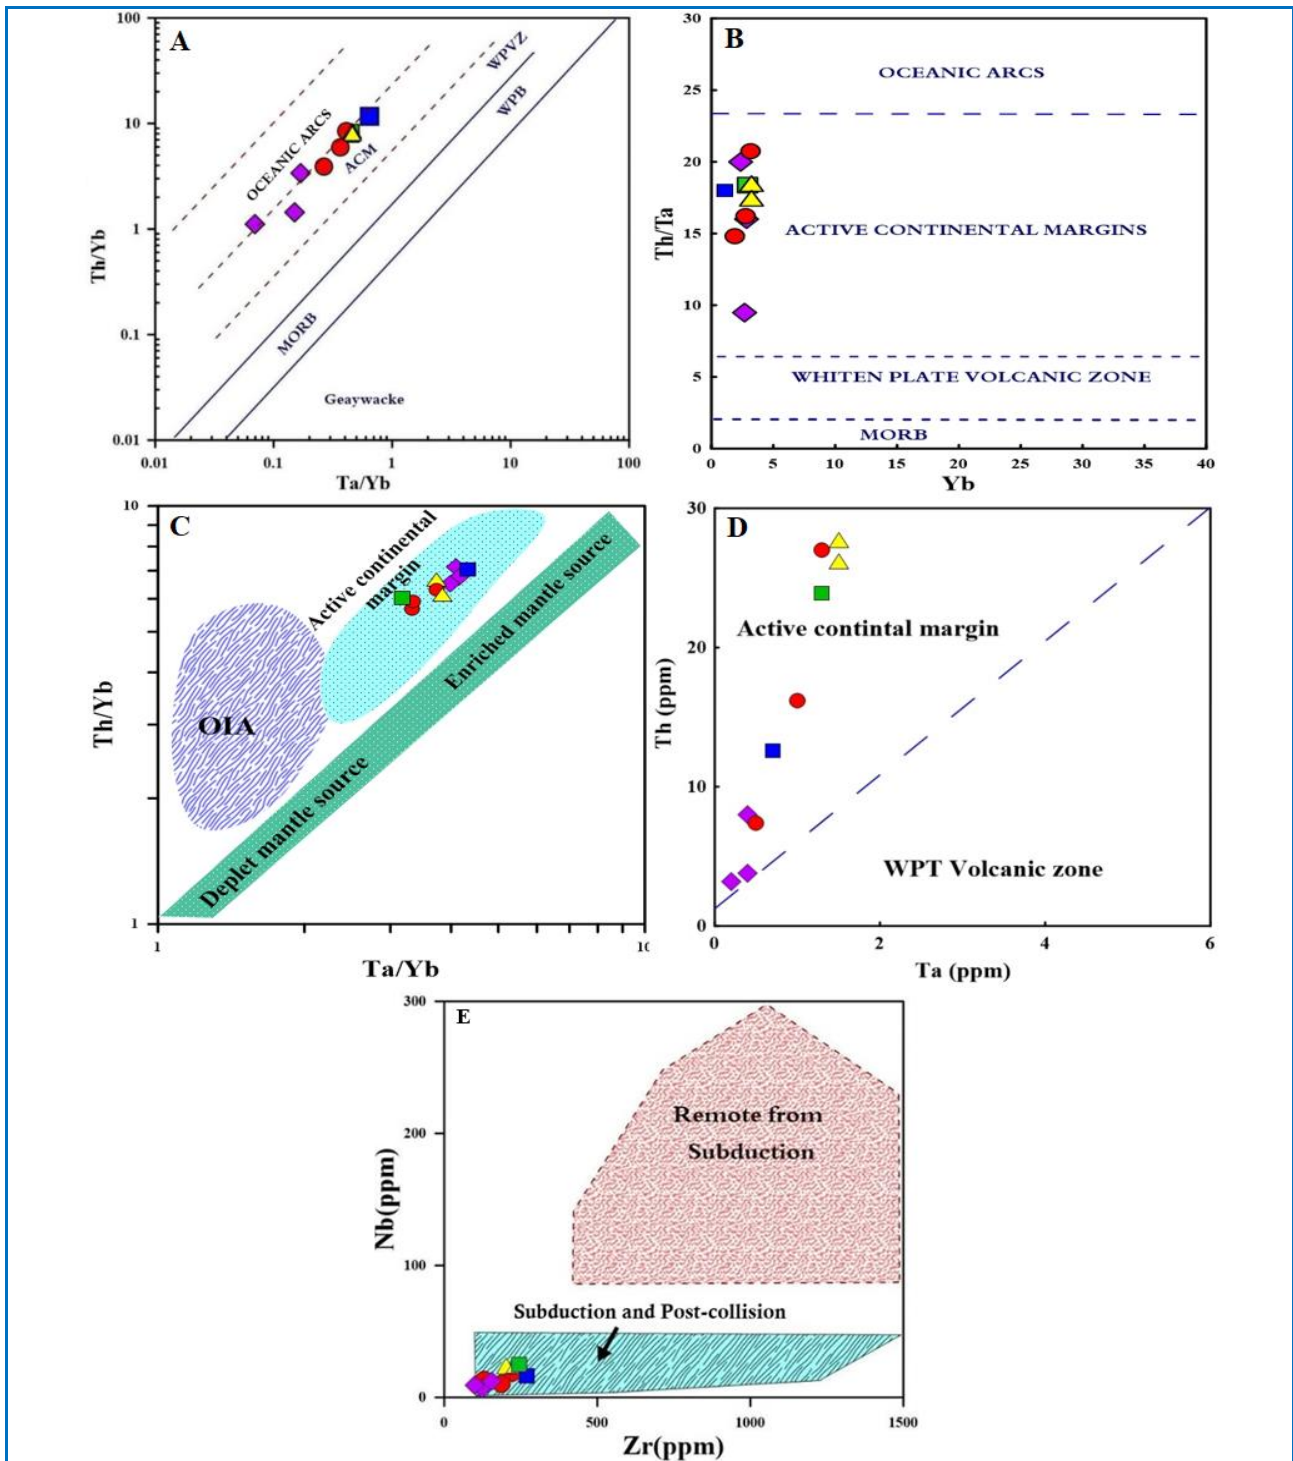 A
100
10
1
0.1
0.01
Th/Yb
OCEANIC ARCS
ACM
WPVZ
WPB
MORB
Geaywacke
0.01 0.1 1 10 100
Ta/Yb
B
30
25
20
15
10
5
0
Th/Ta
OCEANIC ARCS
ACTIVE CONTINENTAL MARGINS
WHITEN PLATE VOLCANIC ZONE
MORB
0 5 10 15 20 25 30 35 40
Yb
C
10
1
Th/Yb
Active continental
margin
OIA
Enriched mantle source
Deplet mantle source
1 10
Ta/Yb
D
30
20
10
0
Th (ppm)
Active contintal margin
WPT Volcanic zone
0 2 4 6
Ta (ppm)
E
300
200
100
0
Nb(ppm)
Remote from
Subduction
Subduction and Post-collision
0 500 1000 1500
Zr(ppm)